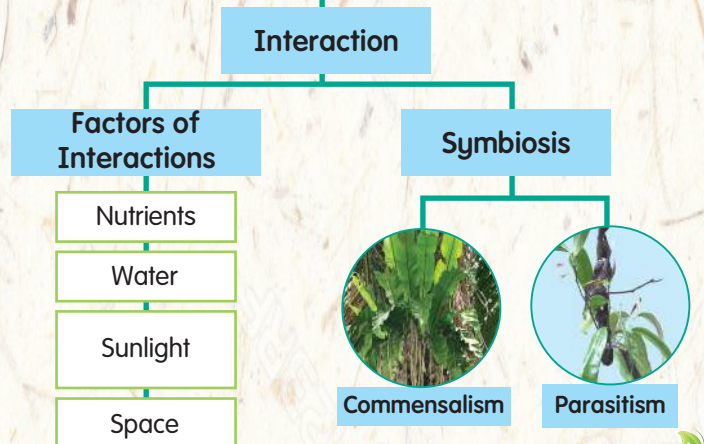 Interaction
Factors of
Interactions
Nutrients
Water
Sunlight
Space
Symbiosis
Commensalism
Parasitism